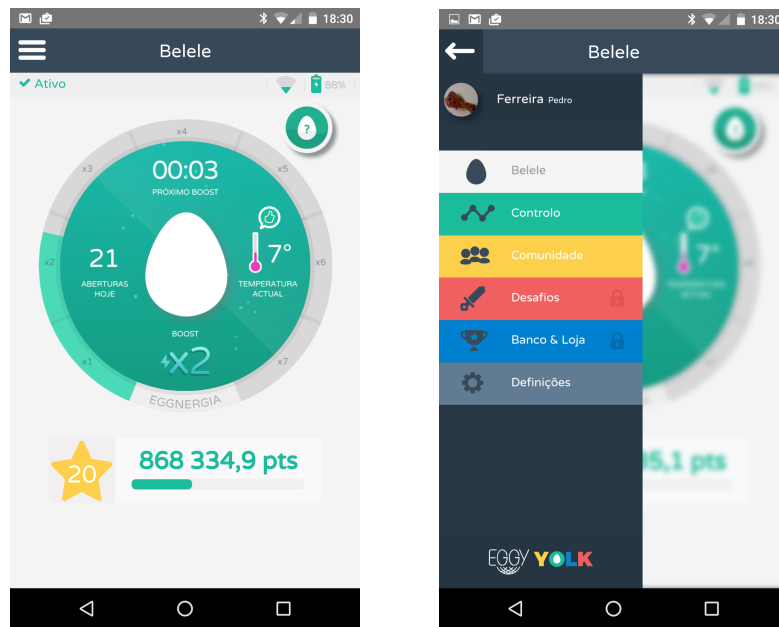 18:30
Belele
Ativo
88%
?
x4
x3
x5
00:03
PRÓXIMO BOOST
21
ABERTURAS
HOJE
7°
TEMPERATURA
ACTUAL
x2
x6
BOOST
x2
x1
x7
EGGNERGIA
20
868 334,9 pts
18:30
Belele
Ferreira Pedro
Belele
Controlo
Comunidade
Desafios
Banco & Loja
Definições
5,1 pts
EGGY YOLK